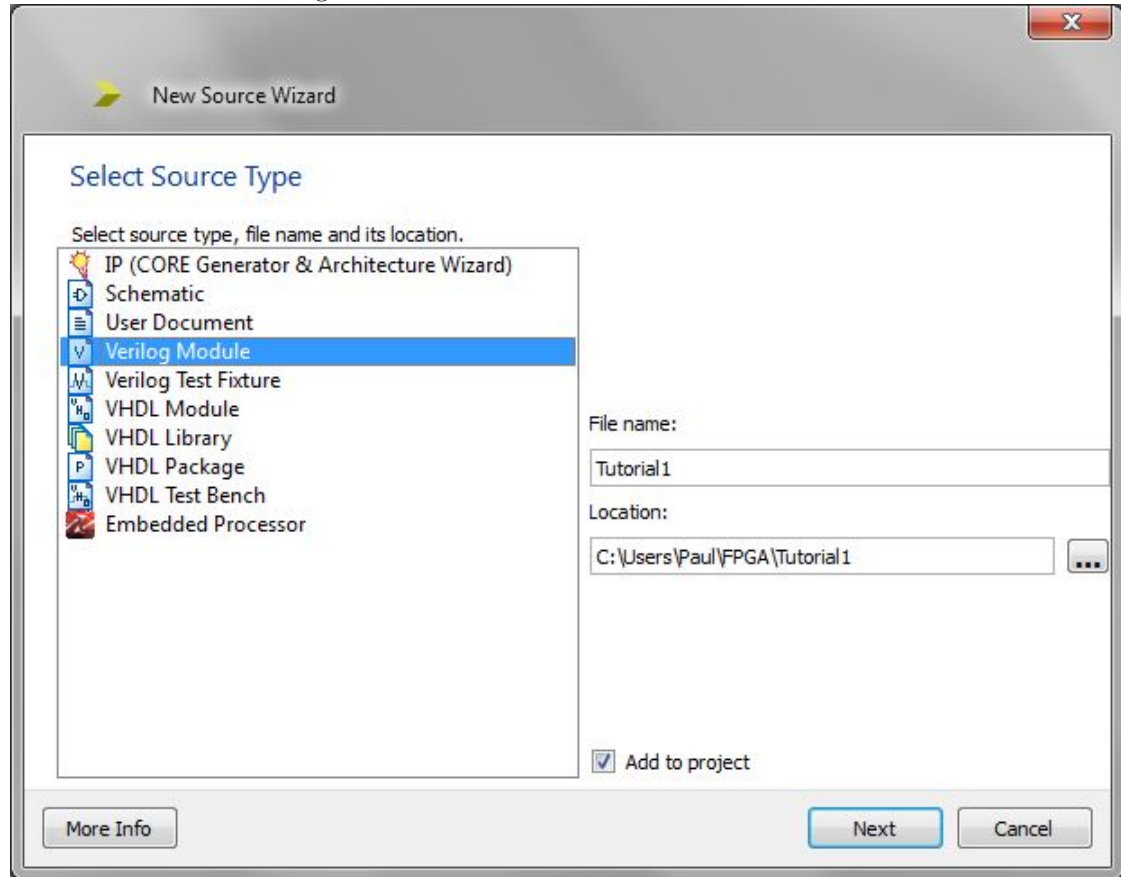 New Source Wizard
Select Source Type
Select source type, file name and its location.
IP (CORE Generator & Architecture Wizard)
Schematic
User Document
Verilog Module
Verilog Test Fixture
VHDL Module
VHDL Library
VHDL Package
VHDL Test Bench
Embedded Processor
File name:
Tutorial1
Location:
C:\Users\Paul\FPGA\Tutorial1
...
Add to project
More Info
Next
Cancel